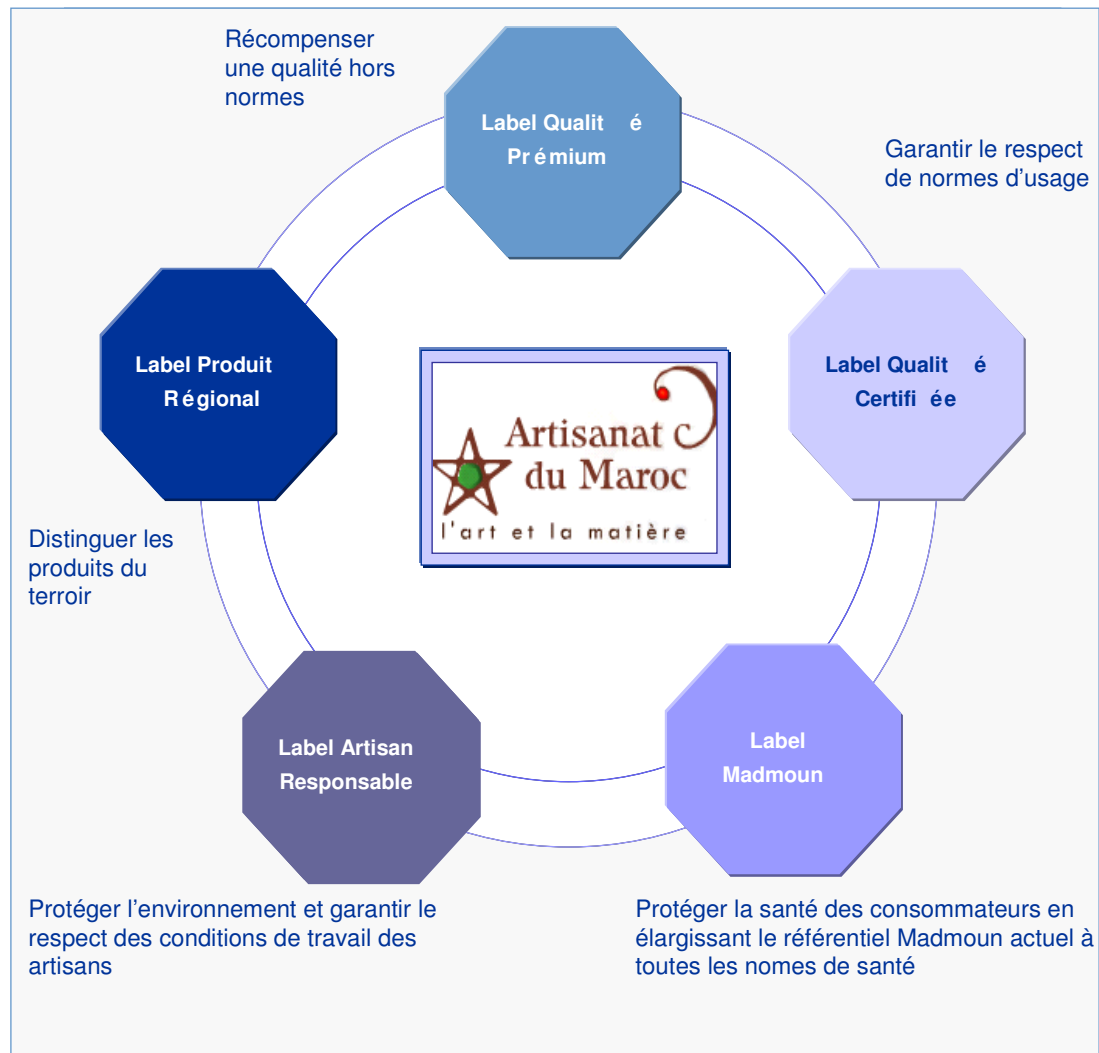 Récompenser
une qualité hors
normes
Label Qualit é
Pr é mium
Garantir le respect
de normes d’usage
Label Produit
R é gional
Label Qualit é
Certifi ée
Artisanat
du Maroc
l'art et la matière
Distinguer les
produits du
terroir
Label Artisan
Responsable
Label
Madmoun
Protéger l’environnement et garantir le
respect des conditions de travail des
artisans
Protéger la santé des consommateurs en
élargissant le référentiel Madmoun actuel à
toutes les nomes de santé